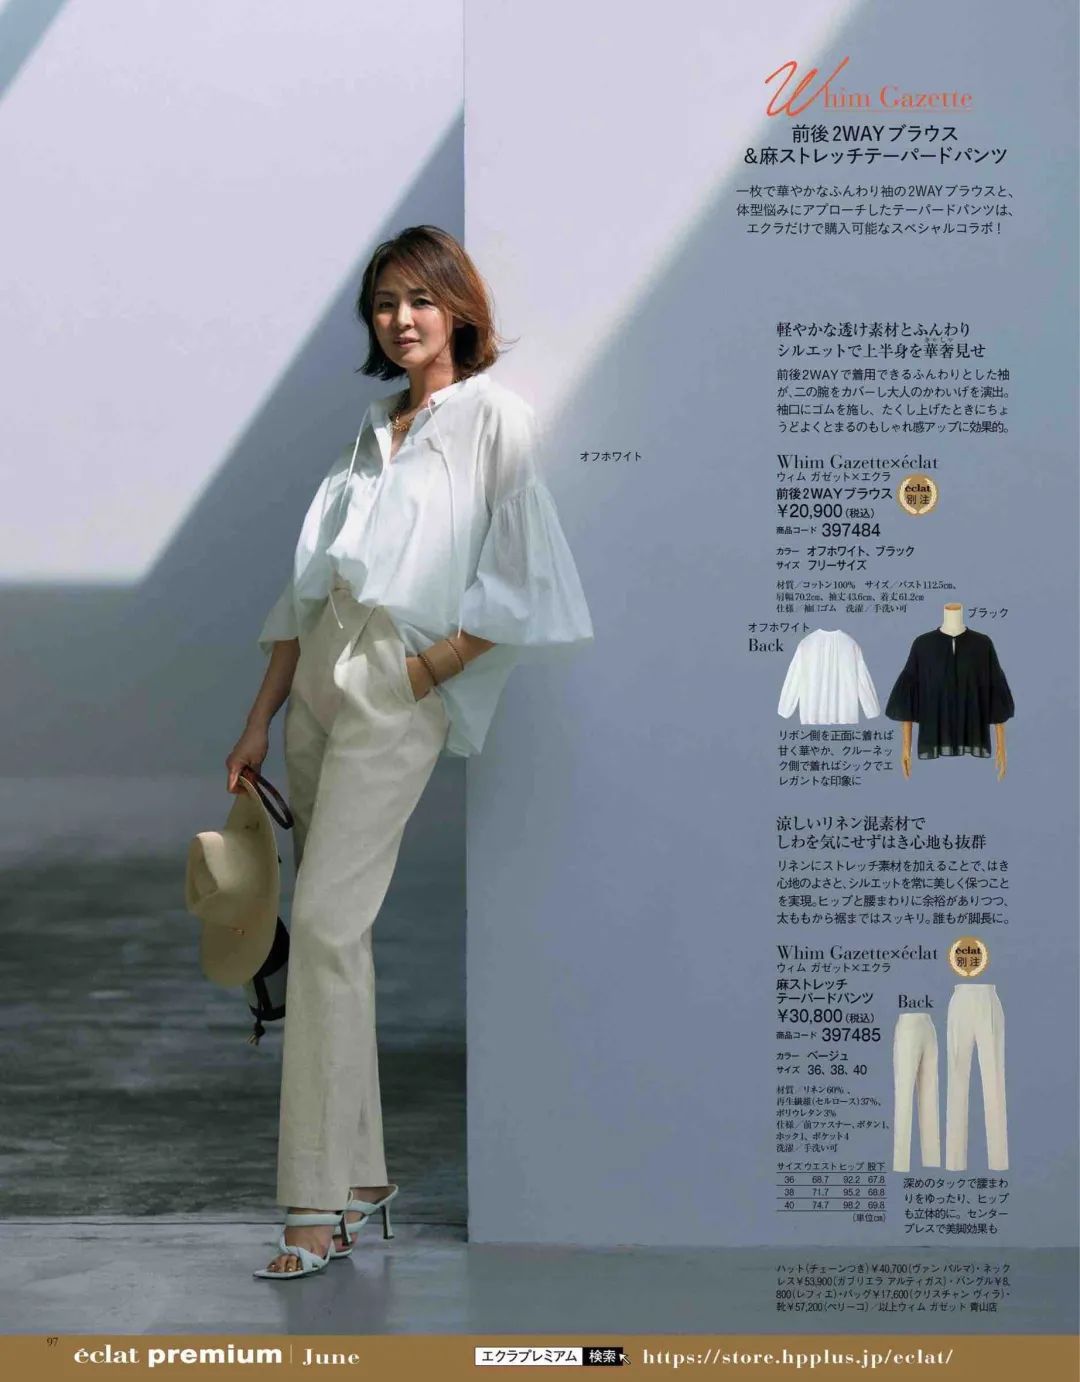 Whim Gazette
前後2WAYブラウス
&麻ストレッチテーパードパンツ
一枚で華やかなふんわり袖の2WAYブラウスと、
体型悩みにアプローチしたテーパードパンツは、
エクラだけで購入可能なスペシャルコラボ！
軽やかな透け素材とふんわり
シルエットで上半身を華奢見せ
きゃしゃ
前後2WAYで着用できるふんわりとした袖
が、二の腕をカバーし大人のかわいげを演出。
袖口にゴムを施し、たくし上げたときにちょ
うどよくとまるのもしゃれ感アップに効果的。
オフホワイト
Whim Gazette×éclat
ウィム ガゼット×エクラ
前後2WAYブラウス
¥20,900(税込)
商品コード 397484
éclat
別注
カラー オフホワイト、ブラック
サイズ フリーサイズ
材質／コットン100% サイズ／バスト112.5㎝、
肩幅70.2㎝、袖丈43.6㎝、着丈61.2㎝
仕様／袖口ゴム 洗濯／手洗い可
オフホワイト
Back
ブラック
リボン側を正面に着れば
甘く華やか、クルーネッ
ク側で着ればシックでエ
レガントな印象に
涼しいリネン混素材で
しわを気にせずはき心地も抜群
リネンにストレッチ素材を加えることで、はき
心地のよさと、シルエットを常に美しく保つこと
を実現。ヒップと腰まわりに余裕がありつつ、
太ももから裾まではスッキリ。誰もが脚長に。
Whim Gazette×éclat
ウィム ガゼット×エクラ
麻ストレッチ
テーパードパンツ
¥30,800(税込)
商品コード 397485
éclat
別注
カラー ベージュ
サイズ 36、38、40
材質／リネン60%、
再生繊維(セルロース)37%、
ポリウレタン3%
仕様／前ファスナー、ボタン1、
ホック1、ポケット4
洗濯／手洗い可
サイズ ウエスト ヒップ 股下
36 68.7 92.2 67.8
38 71.7 95.2 68.8
40 74.7 98.2 69.8
(単位㎝)
Back
深めのタックで腰まわ
りをゆったり、ヒップ
も立体的に。センター
プレスで美脚効果も
ハット(チェーンつき)¥40,700(ヴァン パルマ)・ネック
レス¥53,900(ガブリエラ アルティガス)・バングル¥8,
800(レフィエ)・バッグ¥17,600(クリスチャン ヴィラ)・
靴¥57,200(ペリーコ)／以上ウィム ガゼット 青山店
97
éclat premium | June
エクラプレミアム 検索
https://store.hpplus.jp/eclat/